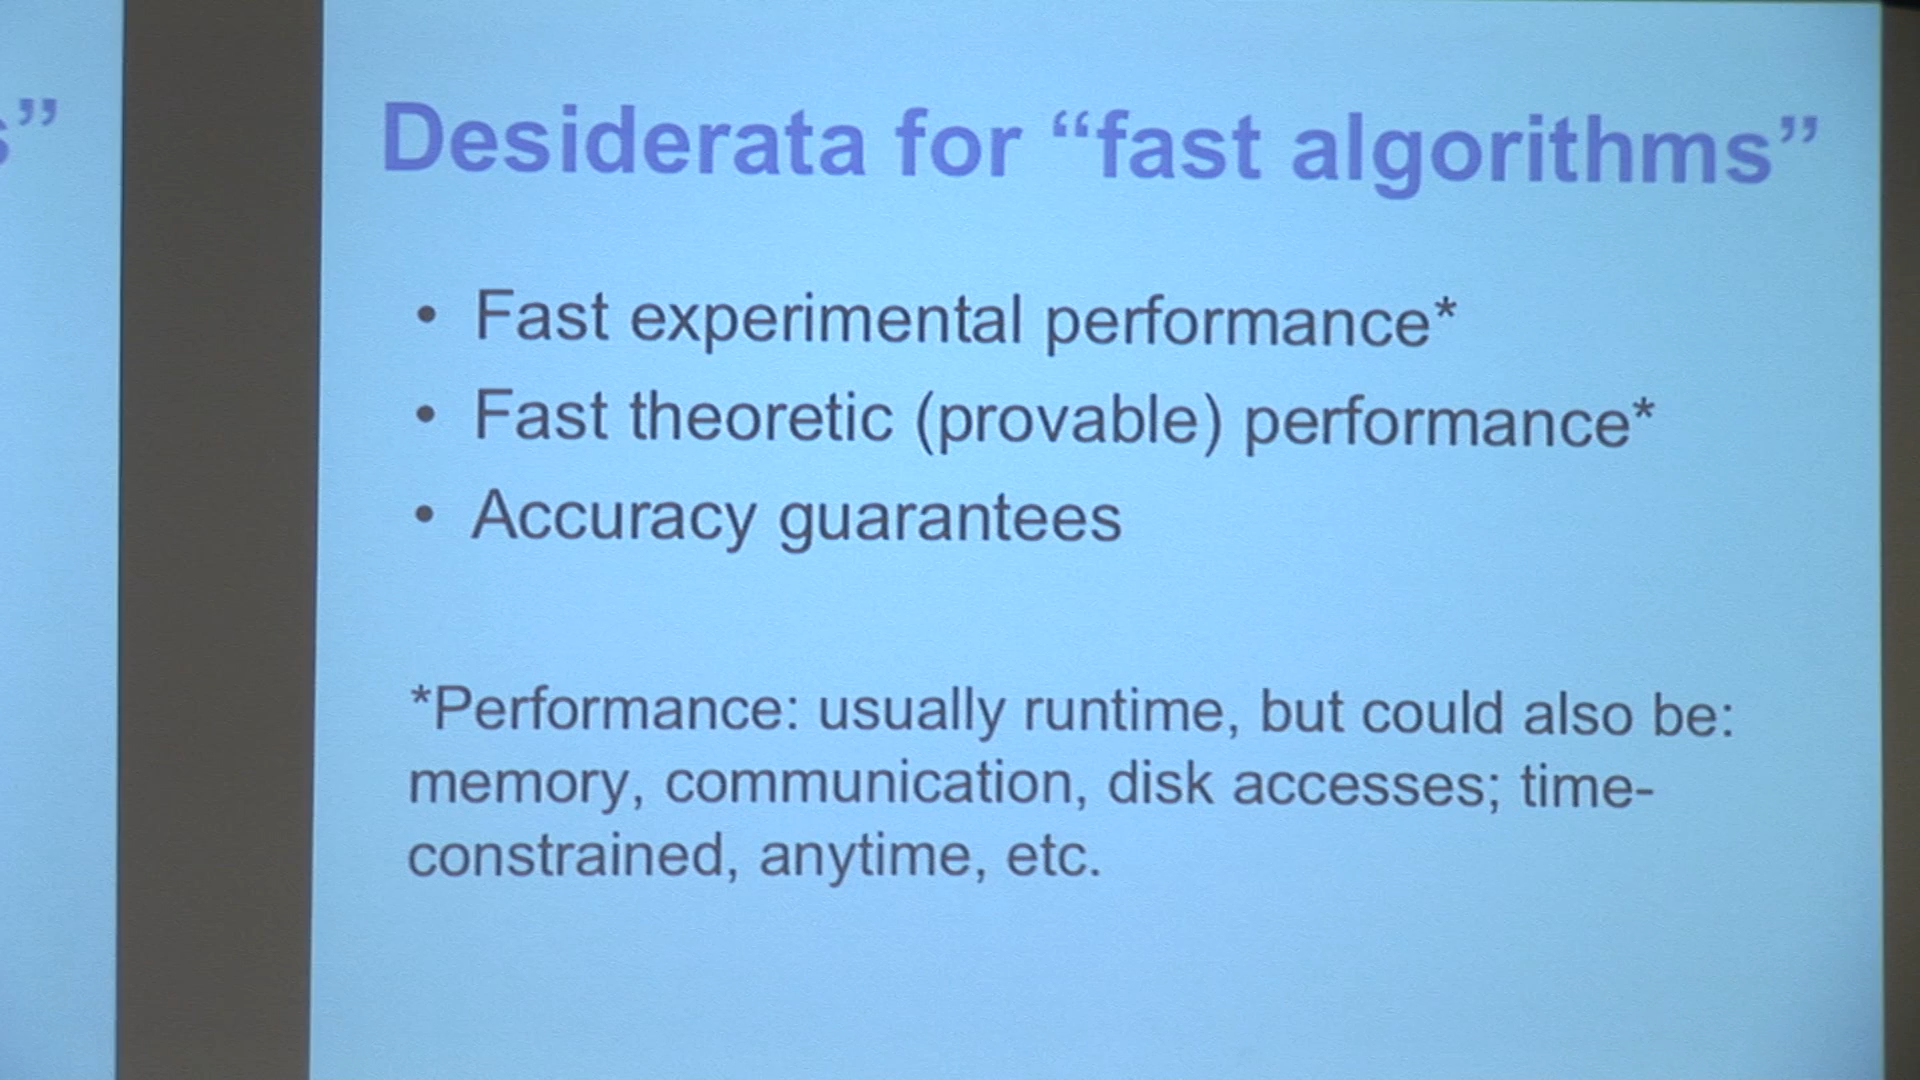 s”
Desiderata for “fast algorithms”
• Fast experimental performance*
• Fast theoretic (provable) performance*
• Accuracy guarantees
*Performance: usually runtime, but could also be:
memory, communication, disk accesses; time-
constrained, anytime, etc.